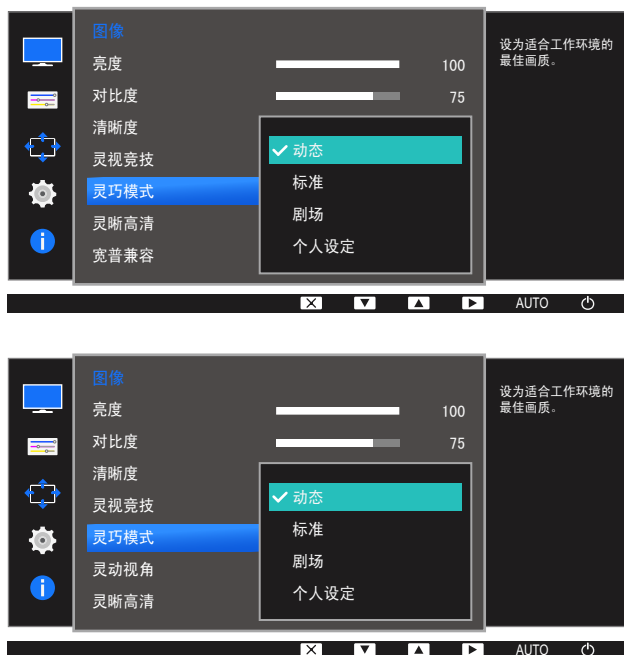 图像
亮度 100
对比度 75
清晰度
灵视竞技
灵巧模式
灵晰高清
宽普兼容
动态
标准
剧场
个人设定
设为适合工作环境的
最佳画质。
AUTO
图像
亮度 100
对比度 75
清晰度
灵视竞技
灵巧模式
灵动视角
灵晰高清
动态
标准
剧场
个人设定
设为适合工作环境的
最佳画质。
AUTO